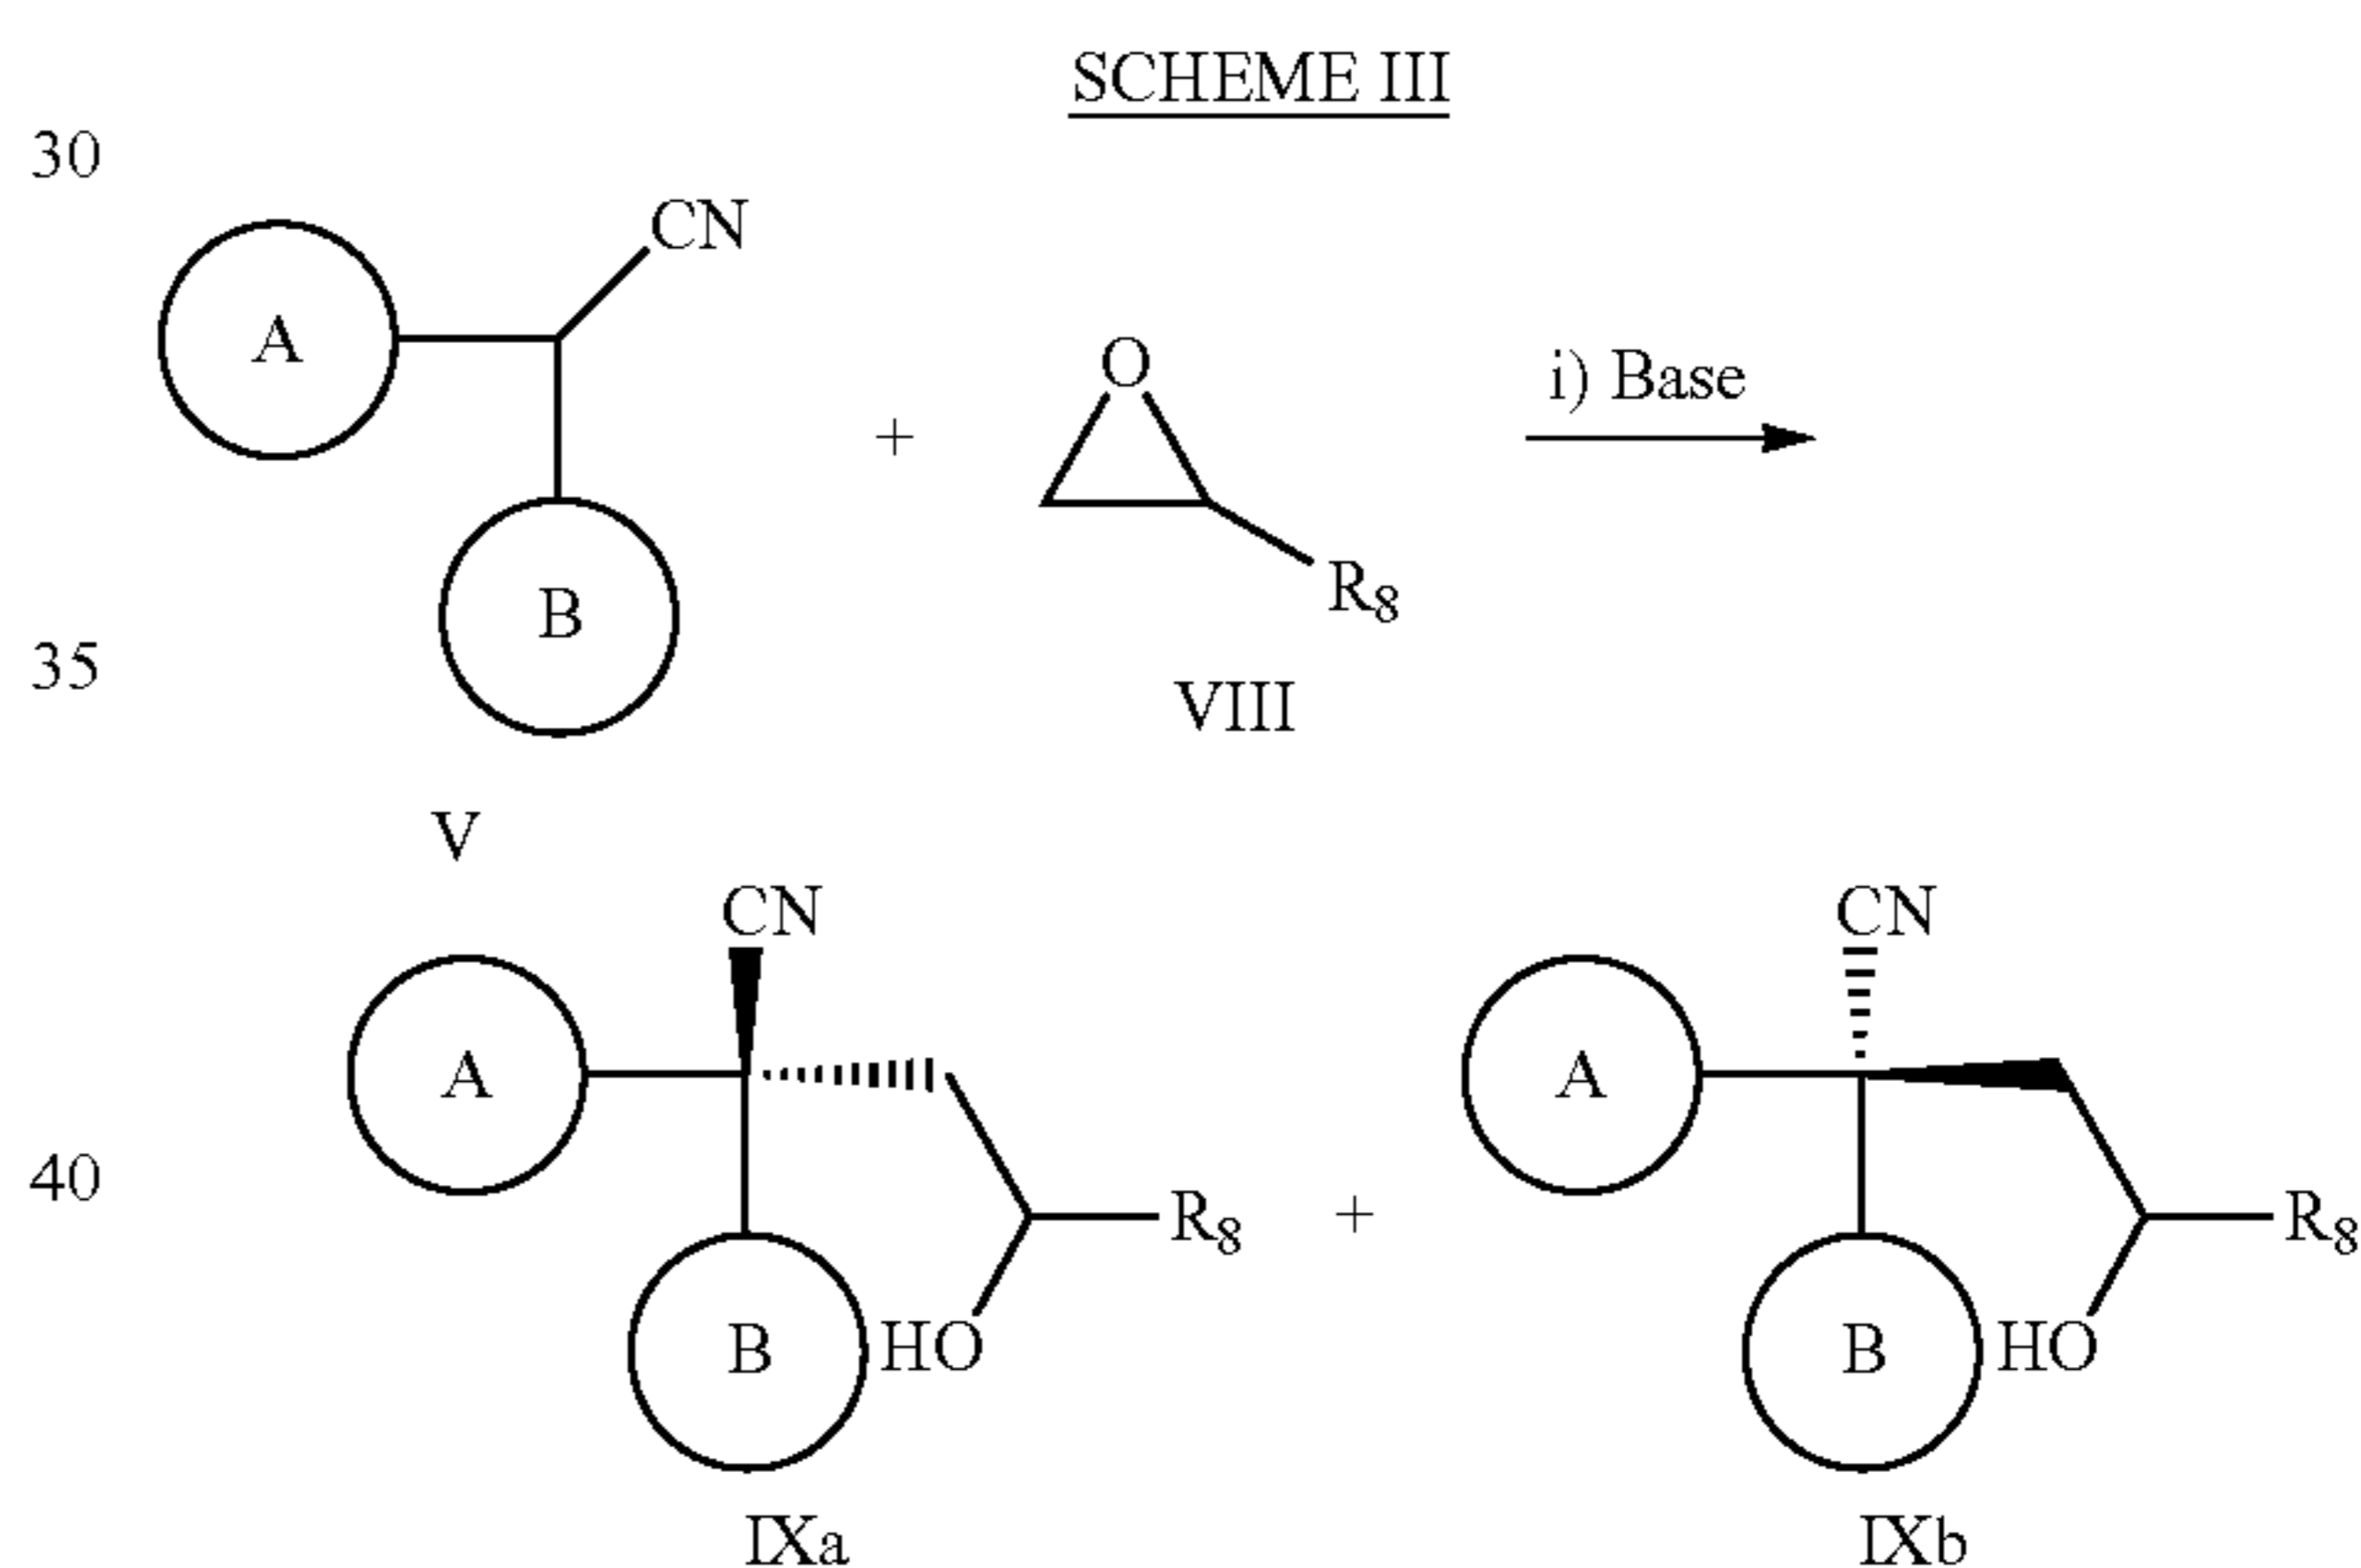 SCHEME III
30
CN
A
O
i) Base
+
R8
B
35
VIII
V
CN
CN
A
A
40
R8
+
R8
B
HO
B
HO
IXa
IXb